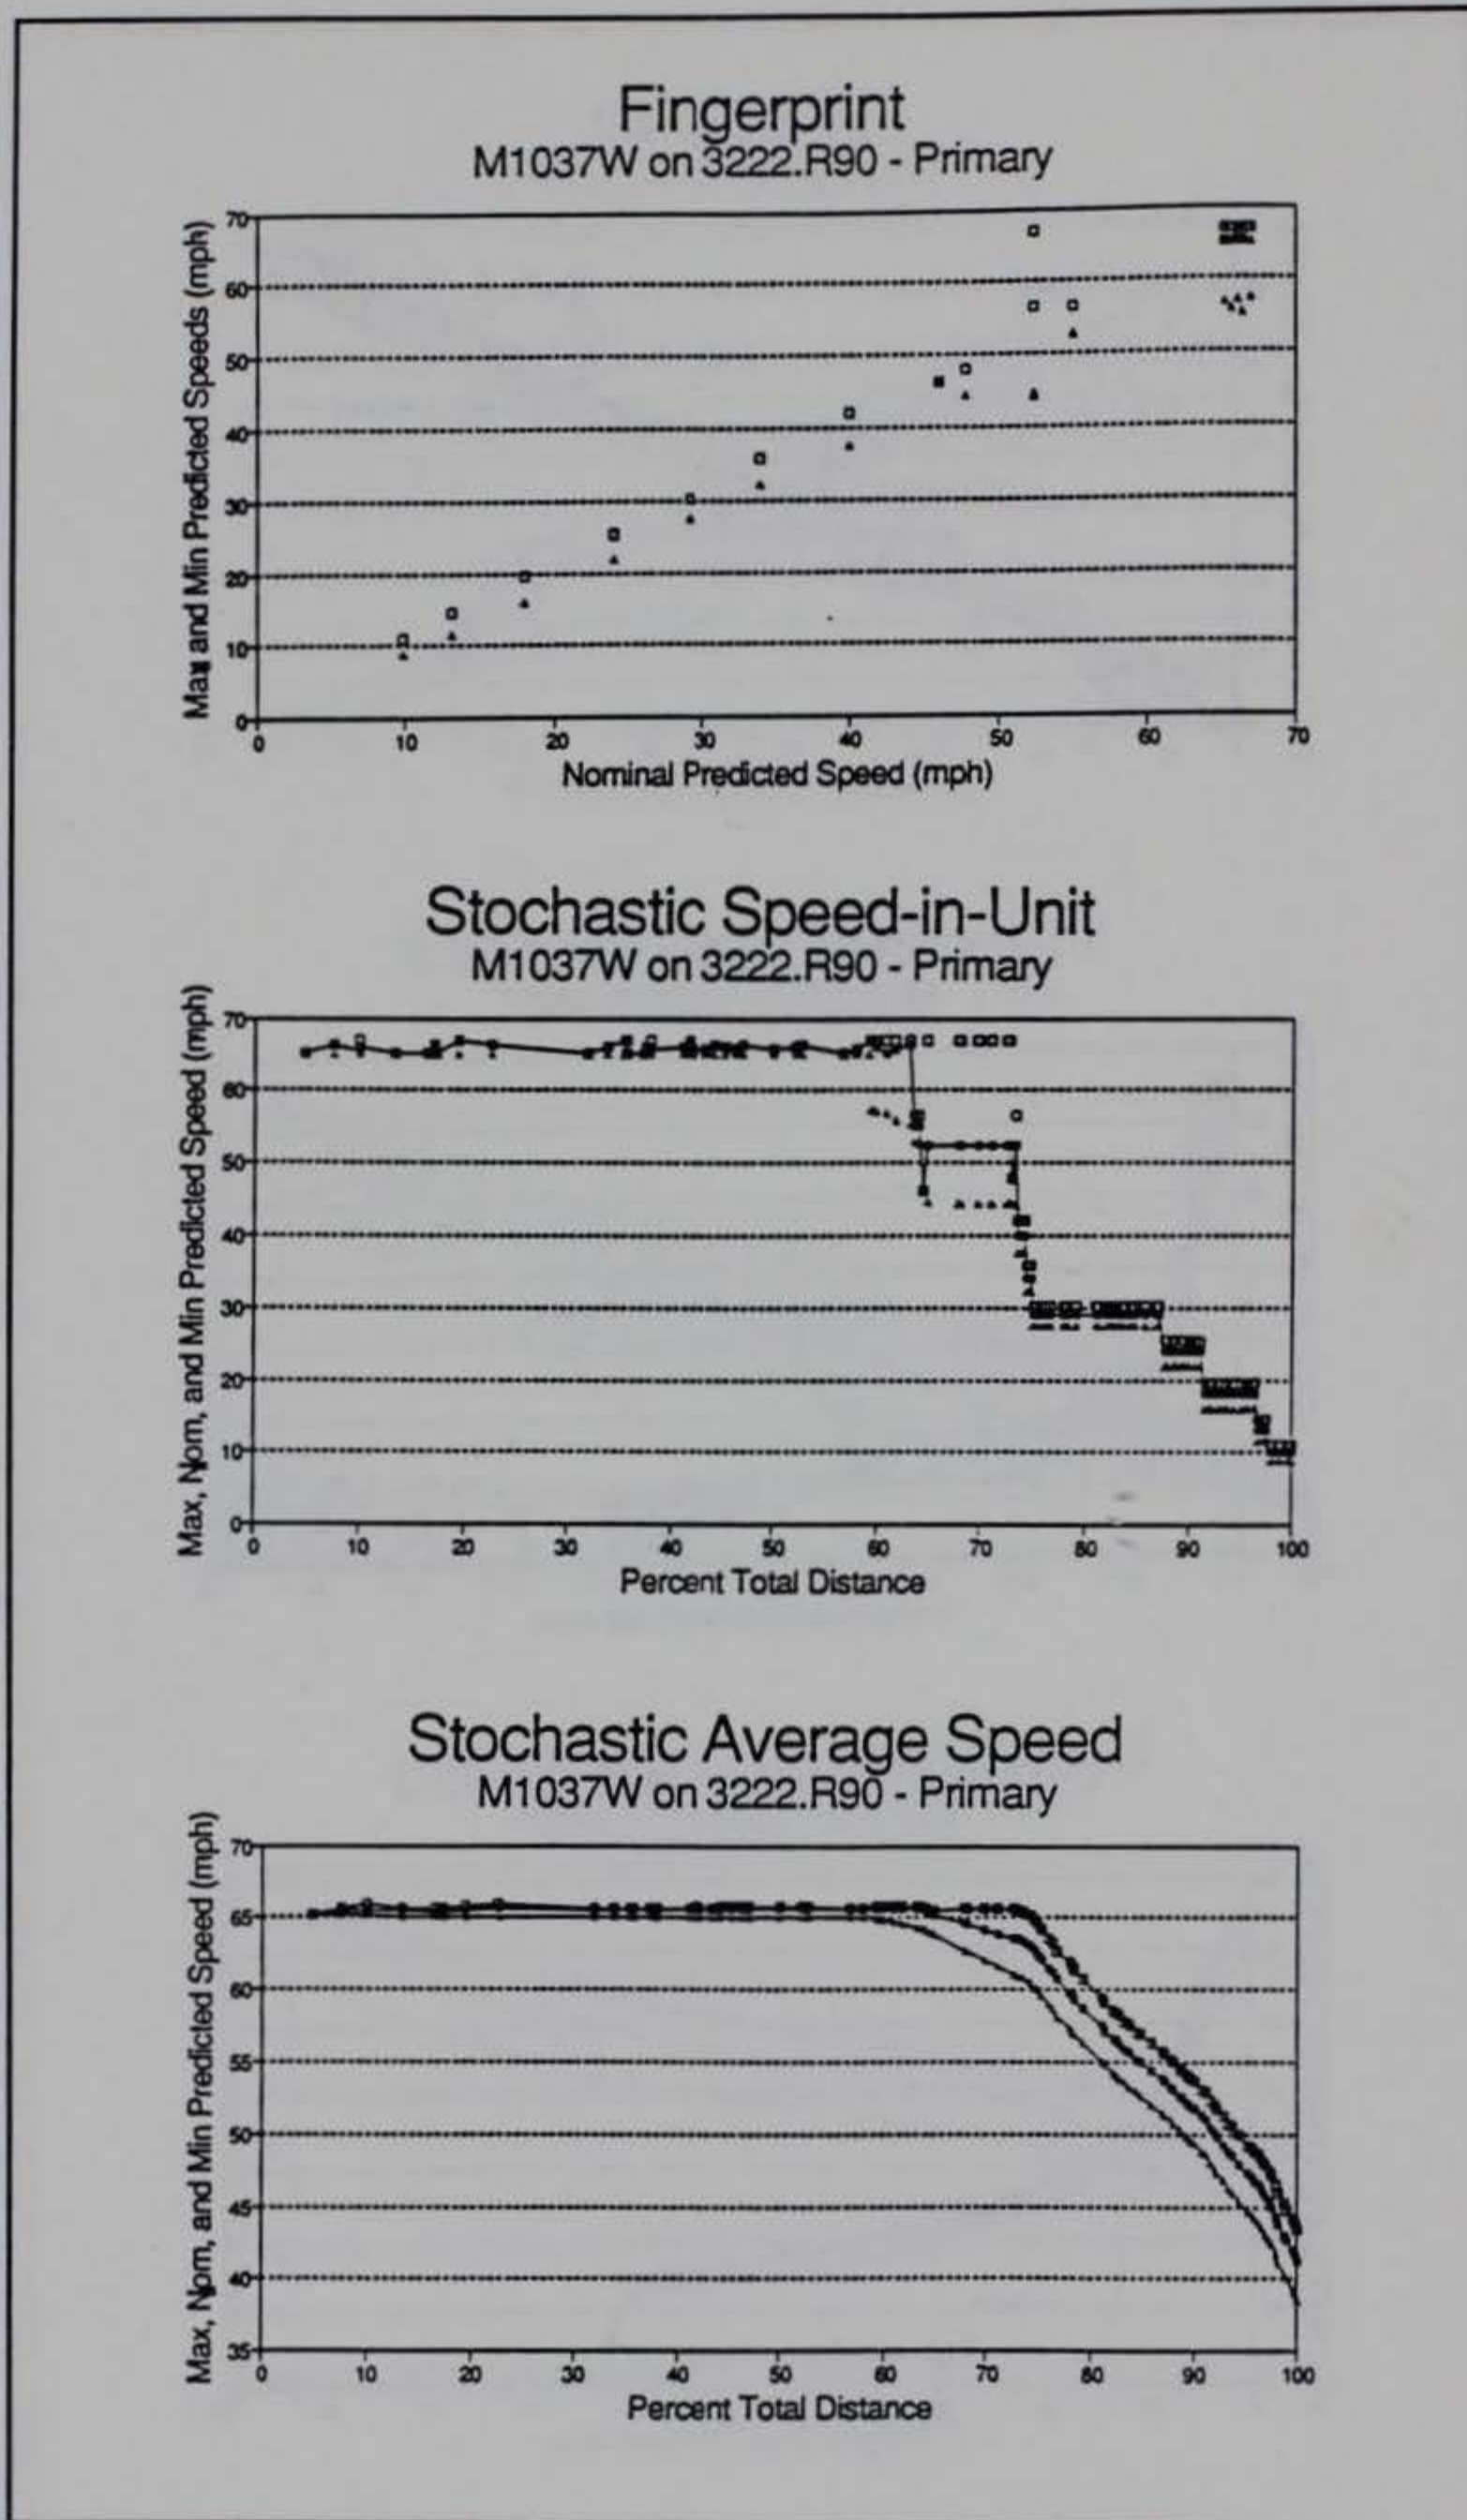 Fingerprint
M1037W on 3222.R90 - Primary
Max and Min Predicted Speeds (mph)
70
60
50
40
30
20
10
0
0 10 20 30 40 50 60 70
Nominal Predicted Speed (mph)
Stochastic Speed-in-Unit
M1037W on 3222.R90 - Primary
Max, Nom, and Min Predicted Speed (mph)
70
60
50
40
30
20
10
0
0 10 20 30 40 50 60 70 80 90 100
Percent Total Distance
Stochastic Average Speed
M1037W on 3222.R90 - Primary
Max, Nom, and Min Predicted Speed (mph)
70
65
60
55
50
45
40
35
0 10 20 30 40 50 60 70 80 90 100
Percent Total Distance